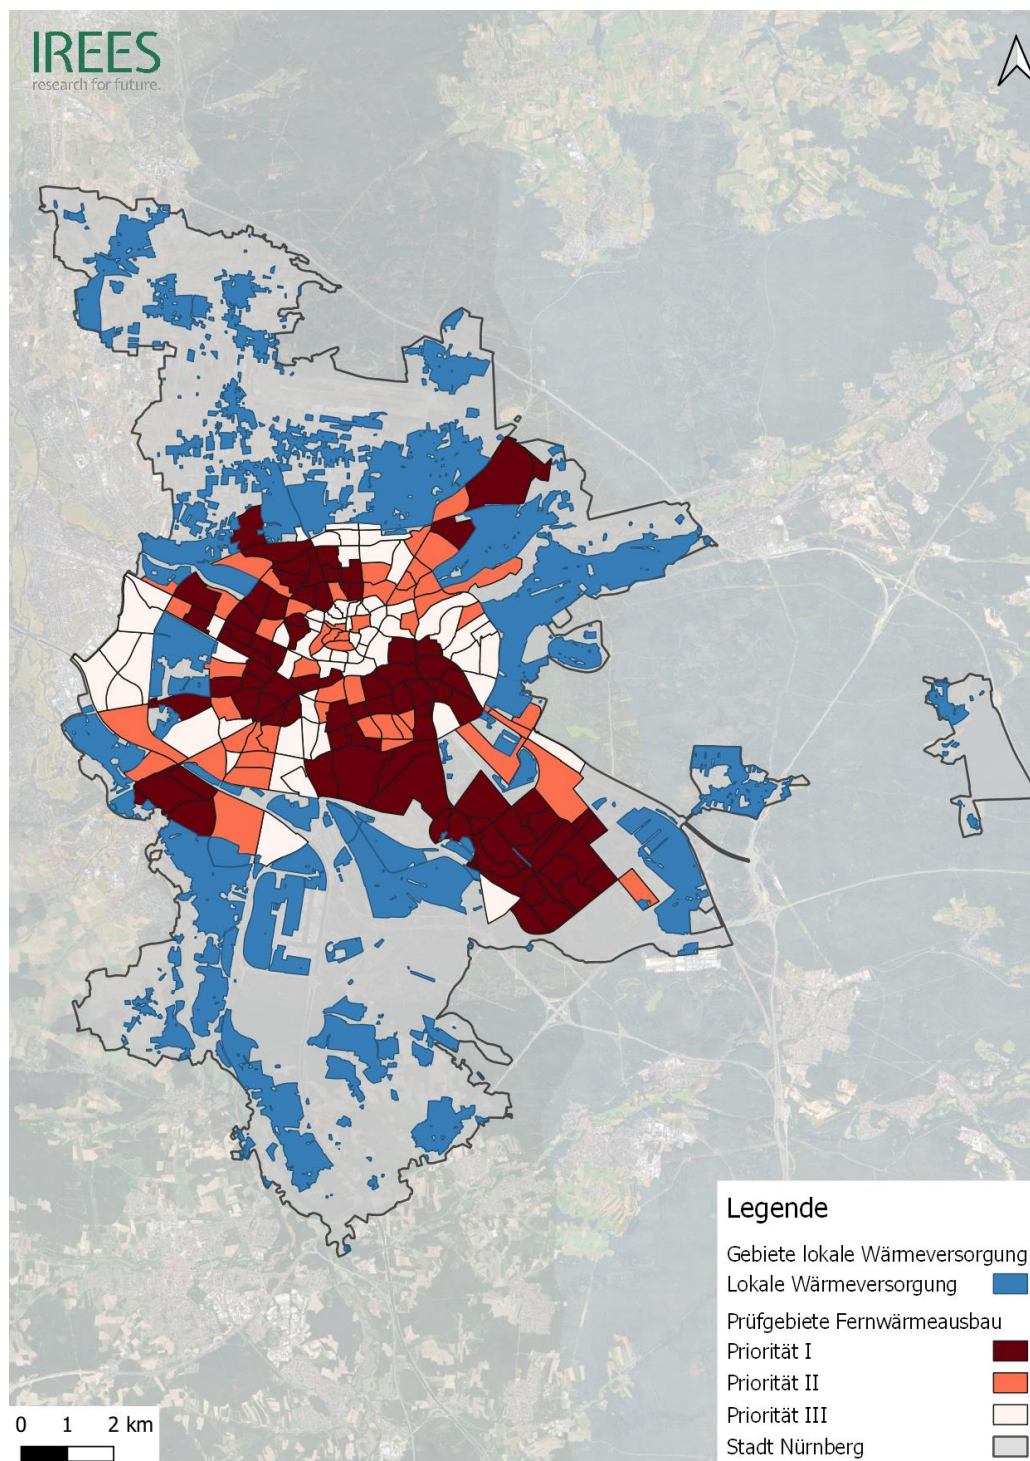 IREES
research for future.
Legende
Gebiete lokale Wärmeversorgung
Lokale Wärmeversorgung
Prüfgebiete Fernwärmeausbau
Priorität I
Priorität II
Priorität III
Stadt Nürnberg
0 1 2 km